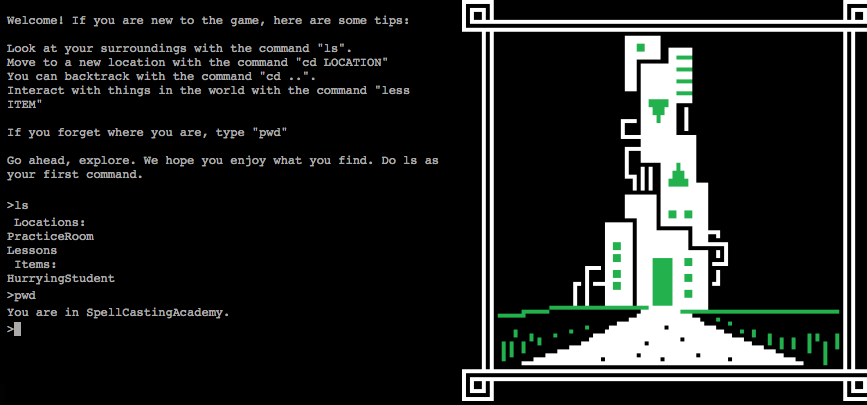 Welcome! If you are new to the game, here are some tips:
Look at your surroundings with the command "ls".
Move to a new location with the command "cd LOCATION"
You can backtrack with the command "cd ..".
Interact with things in the world with the command "less
ITEM"
If you forget where you are, type "pwd"
Go ahead, explore. We hope you enjoy what you find. Do ls as
your first command.
>ls
Locations:
PracticeRoom
Lessons
Items:
HurryingStudent
>pwd
You are in SpellCastingAcademy.
>